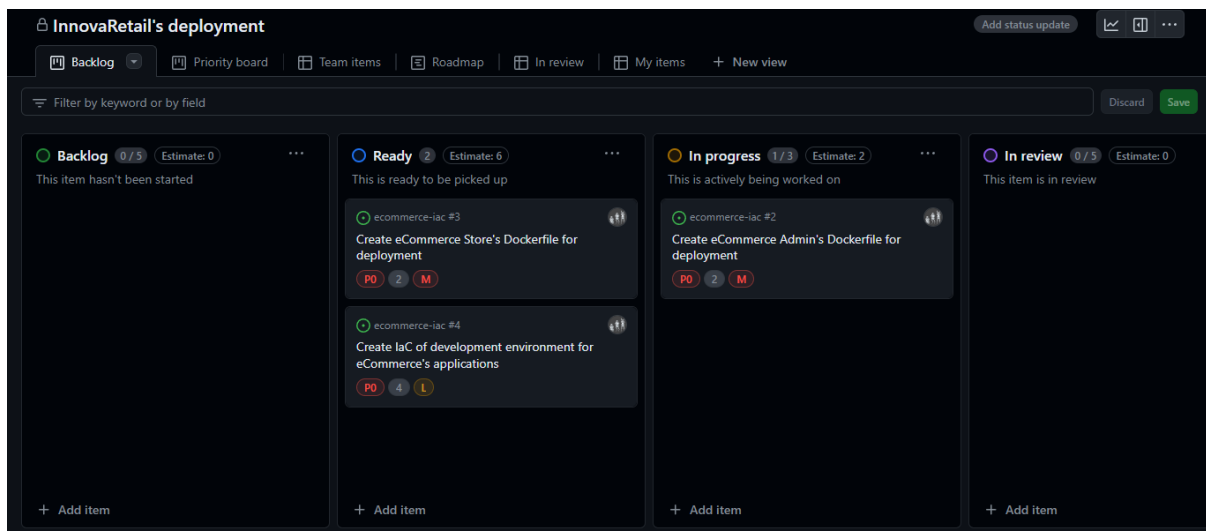 InnovaRetail's deployment
Add status update
Backlog
Priority board
Team items
Roadmap
In review
My items
+ New view
Filter by keyword or by field
Discard
Save
Backlog 0 / 5 Estimate: 0
This item hasn't been started
+ Add item
Ready 2 Estimate: 6
This is ready to be picked up
ecommerce-iac #3
Create eCommerce Store's Dockerfile for
deployment
P0 2 M
ecommerce-iac #4
Create IaC of development environment for
eCommerce's applications
P0 4 L
+ Add item
In progress 1 / 3 Estimate: 2
This is actively being worked on
ecommerce-iac #2
Create eCommerce Admin's Dockerfile for
deployment
P0 2 M
+ Add item
In review 0 / 5 Estimate: 0
This item is in review
+ Add item